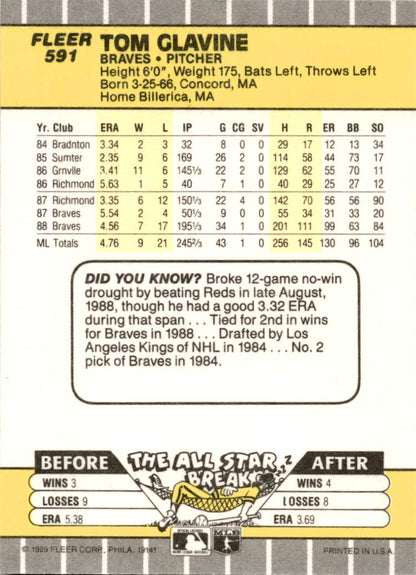 FLEER
591
TOM GLAVINE
BRAVES • PITCHER
Height 6'0", Weight 175, Bats Left, Throws Left
Born 3-25-66, Concord, MA
Home Billerica, MA
Yr. Club ERA W L IP G CG SV H R ER BB SO
84 Bradnton 3.34 2 3 32 8 0 0 29 17 12 13 34
85 Sumter 2.35 9 6 169 26 2 0 114 58 44 73 17
86 Grnvlle 3.41 11 6 145⅓ 22 2 0 129 62 55 70 11
86 Richmond 5.63 1 5 40 7 1 0 40 29 25 27 12
87 Richmond 3.35 6 12 150⅓ 22 4 0 142 70 56 56 90
87 Braves 5.54 2 4 50⅓ 9 0 0 55 34 31 33 20
88 Braves 4.56 7 17 195⅓ 34 1 0 201 111 99 63 84
ML Totals 4.76 9 21 245⅔ 43 1 0 256 145 130 96 104
DID YOU KNOW? Broke 12-game no-win
drought by beating Reds in late August,
1988, though he had a good 3.32 ERA
during that span . . . Tied for 2nd in wins
for Braves in 1988 . . . Drafted by Los
Angeles Kings of NHL in 1984 . . . No. 2
pick of Braves in 1984.
BEFORE THE ALL STAR BREAK AFTER
WINS 3 WINS 4
LOSSES 9 LOSSES 8
ERA 5.38 ERA 3.69
© 1989 FLEER CORP., PHILA. 19141 PRINTED IN U.S.A.